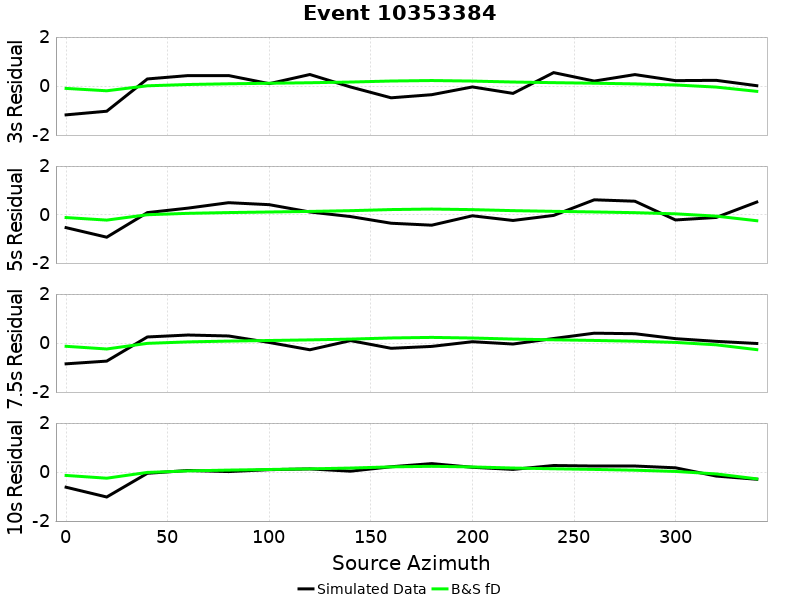 Event 10353384
3s Residual
2
0
-2
5s Residual
2
0
-2
7.5s Residual
2
0
-2
10s Residual
2
0
-2
0 50 100 150 200 250 300
Source Azimuth
Simulated Data B&S fD